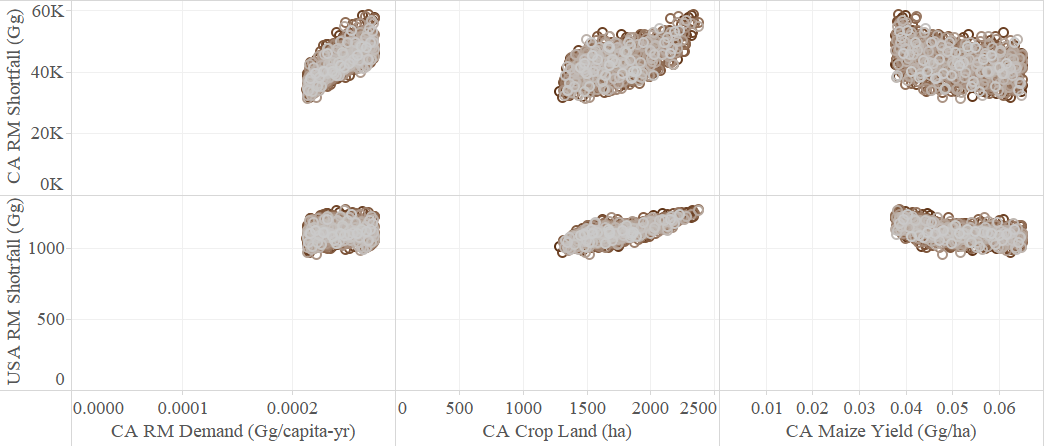 CA RM Shortfall (Gg)
60K
40K
20K
0K
USA RM Shotrfall (Gg)
1000
500
0
0.0000 0.0001 0.0002 0 500 1000 1500 2000 2500 0.01 0.02 0.03 0.04 0.05 0.06
CA RM Demand (Gg/capita-yr) CA Crop Land (ha) CA Maize Yield (Gg/ha)